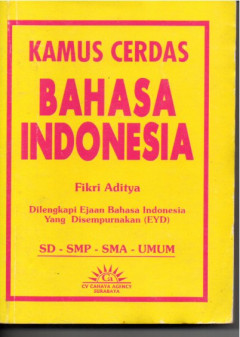 KAMUS CERDAS
BAHASA
INDONESIA
Fikri Aditya
Dilengkapi Ejaan Bahasa Indonesia
Yang Disempurnakan (EYD)
SD - SMP - SMA - UMUM
CV CAHAYA AGENCY
SURABAYA